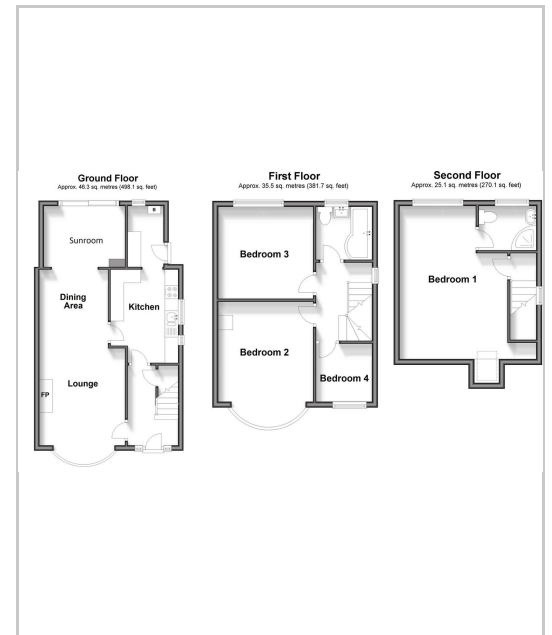 Ground Floor
Approx. 46.3 sq. metres (498.1 sq. feet)
B
Sunroom
Dining
Area
Kitchen
Lounge
FP
First Floor
Approx. 35.5 sq. metres (381.7 sq. feet)
Bedroom 3
Bedroom 2
Bedroom 4
Second Floor
Approx. 25.1 sq. metres (270.1 sq. feet)
Bedroom 1